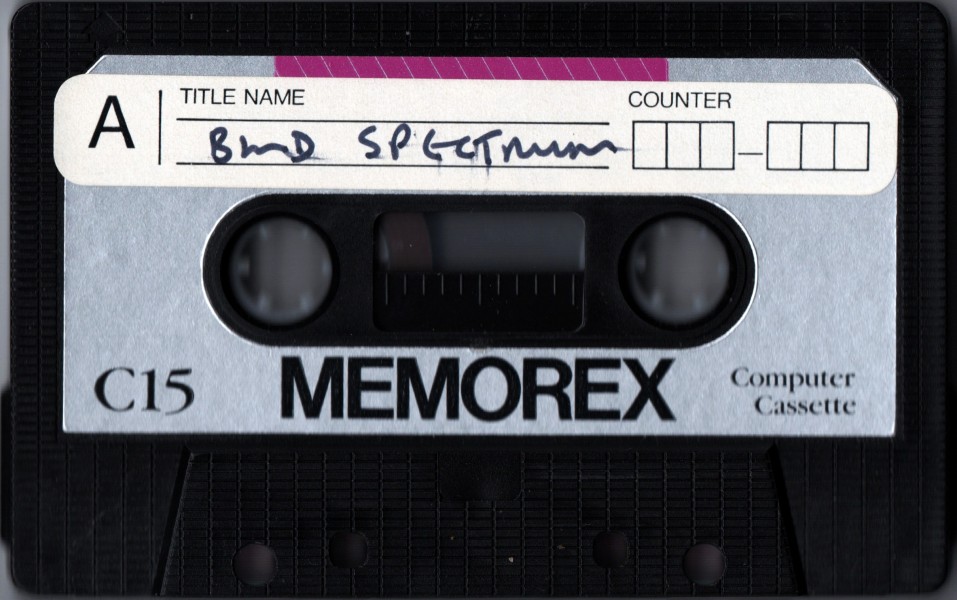 A
TITLE NAME
SPECTRUM
COUNTER
C15
MEMOREX
Computer
Cassette